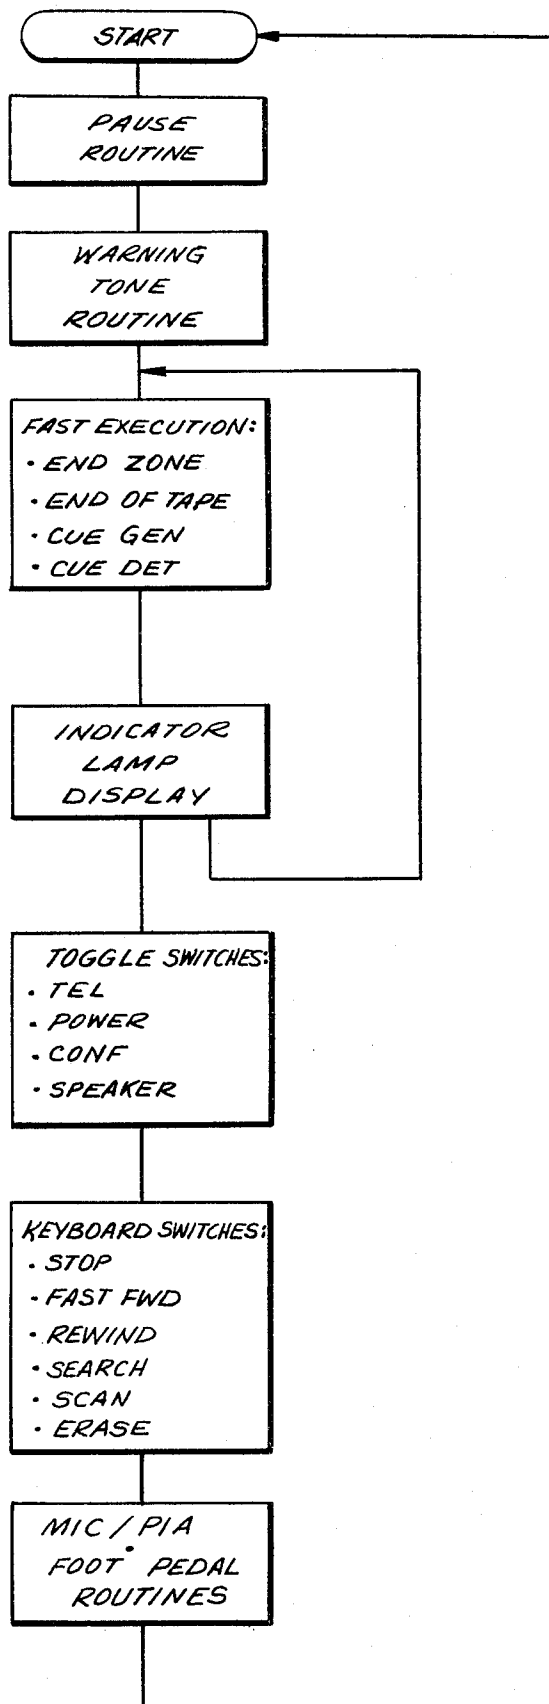 START
PAUSE
ROUTINE
WARNING
TONE
ROUTINE
FAST EXECUTION:
• END ZONE
• END OF TAPE
• CUE GEN
• CUE DET
INDICATOR
LAMP
DISPLAY
TOGGLE SWITCHES:
• TEL
• POWER
• CONF
• SPEAKER
KEYBOARD SWITCHES:
• STOP
• FAST FWD
• REWIND
• SEARCH
• SCAN
• ERASE
MIC / PIA
FOOT PEDAL
ROUTINES